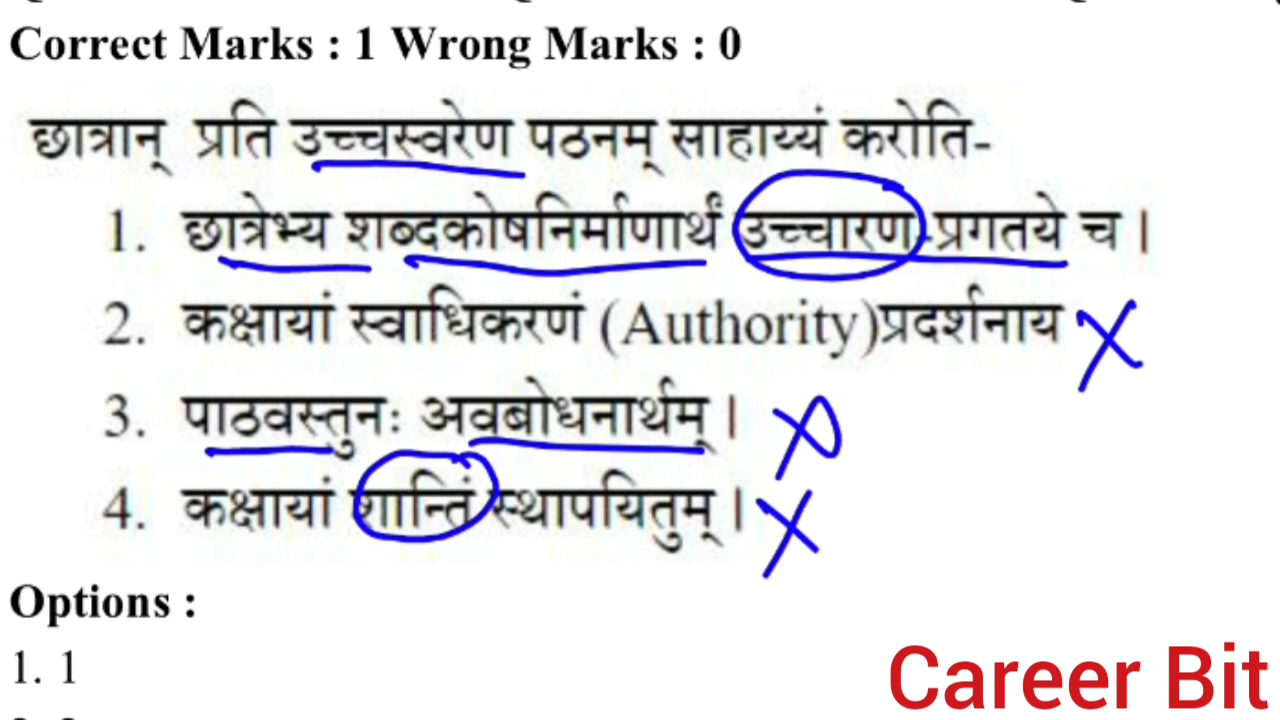 Correct Marks : 1 Wrong Marks : 0
छात्रान् प्रति उच्चस्वरेण पठनम् साहाय्यं करोति-
1. छात्रेभ्य शब्दकोषनिर्माणार्थं उच्चारण-प्रगतये च |
2. कक्षायां स्वाधिकरणं (Authority)प्रदर्शनाय
3. पाठवस्तुनः अवबोधनार्थम् |
4. कक्षायां शान्तिं स्थापयितुम् |
Options :
1. 1
Career Bit